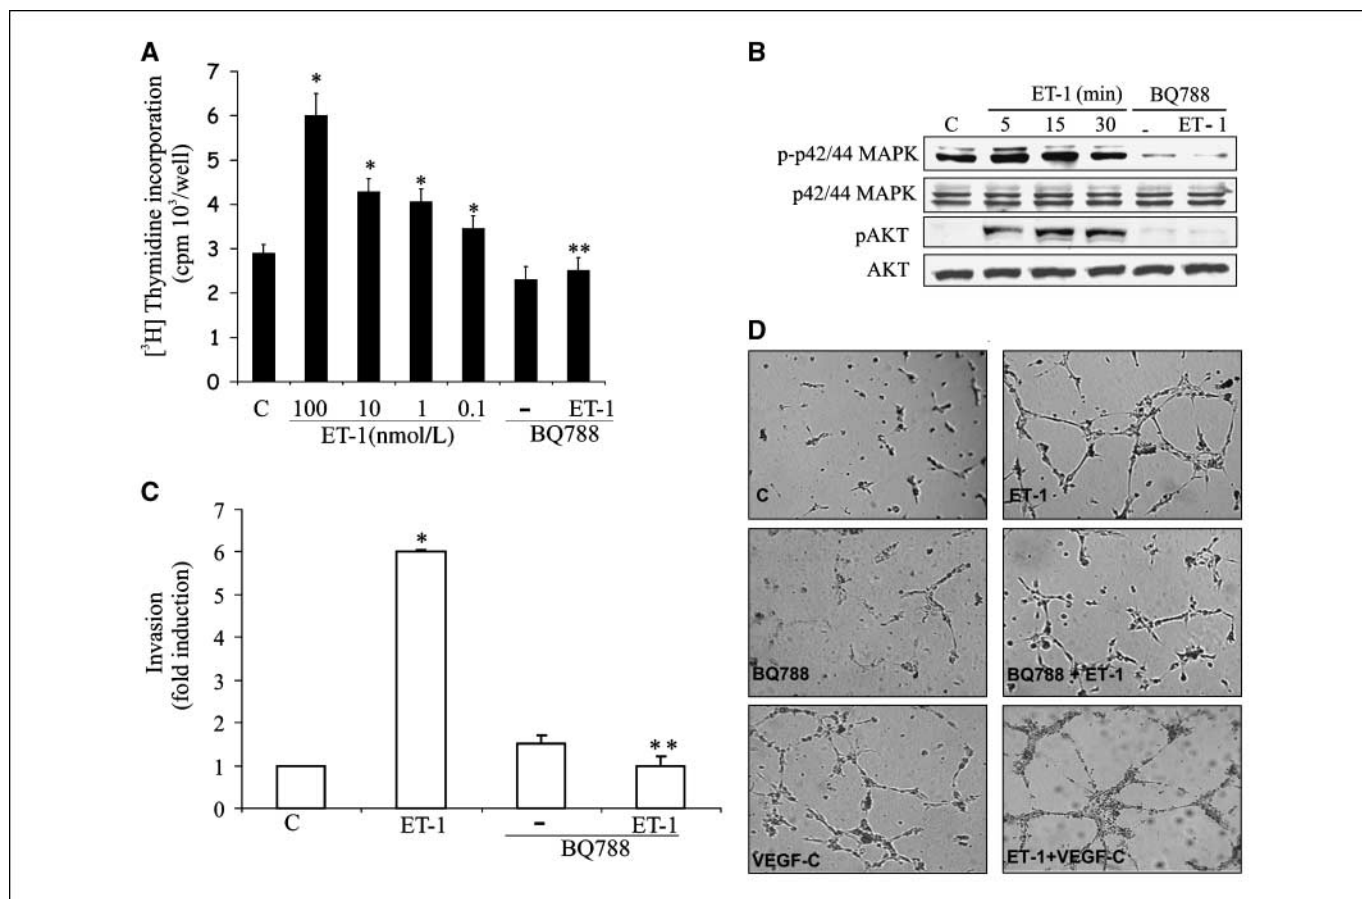 A
[³H] Thymidine incorporation
(cpm 10³/well)
7
6
5
4
3
2
1
0
*
*
*
*
**
C
100
10
1
0.1
-
ET-1
ET-1(nmol/L)
BQ788
B
ET-1 (min)
BQ788
C
5
15
30
-
ET-1
p-p42/44 MAPK
p42/44 MAPK
pAKT
AKT
C
Invasion
(fold induction)
7
6
5
4
2
1
0
*
**
C
ET-1
-
ET-1
BQ788
D
C
ET-1
BQ788
BQ788 + ET-1
VEGF-C
ET-1+VEGF-C